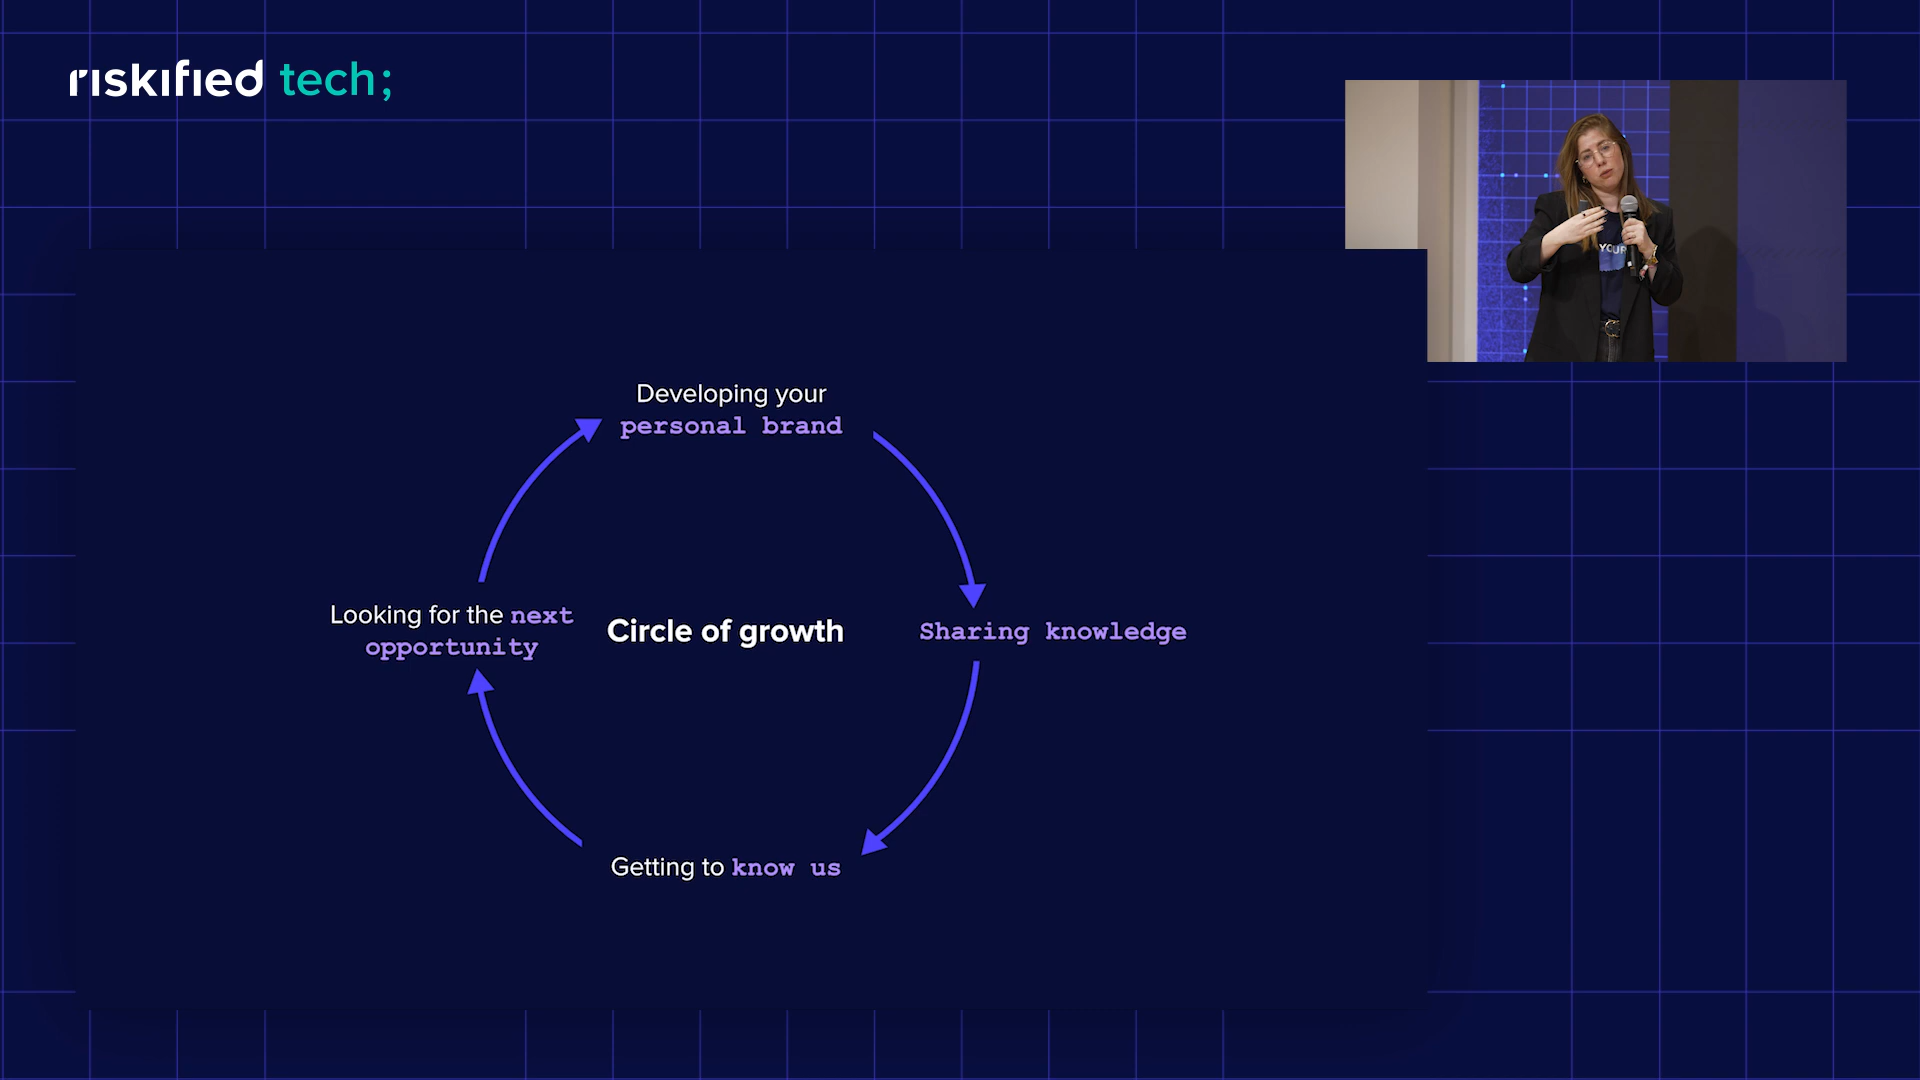 riskified tech;
YOUR
Developing your
personal brand
Looking for the next
opportunity
Circle of growth
Sharing knowledge
Getting to know us